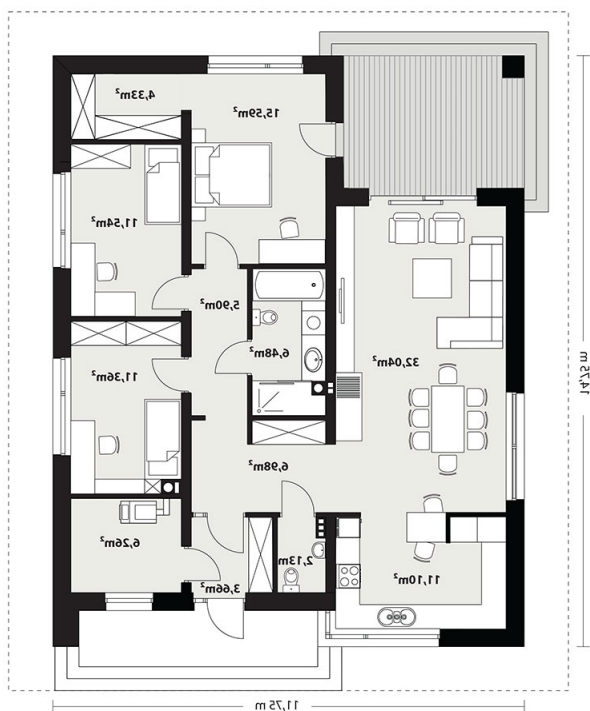 4,33m²
15,59m²
11,54m²
5,90m²
6,48m²
32,04m²
11,36m²
14,75 m
6,98m²
6,26m²
2,13m²
11,10m²
3,66m²
11,75 m